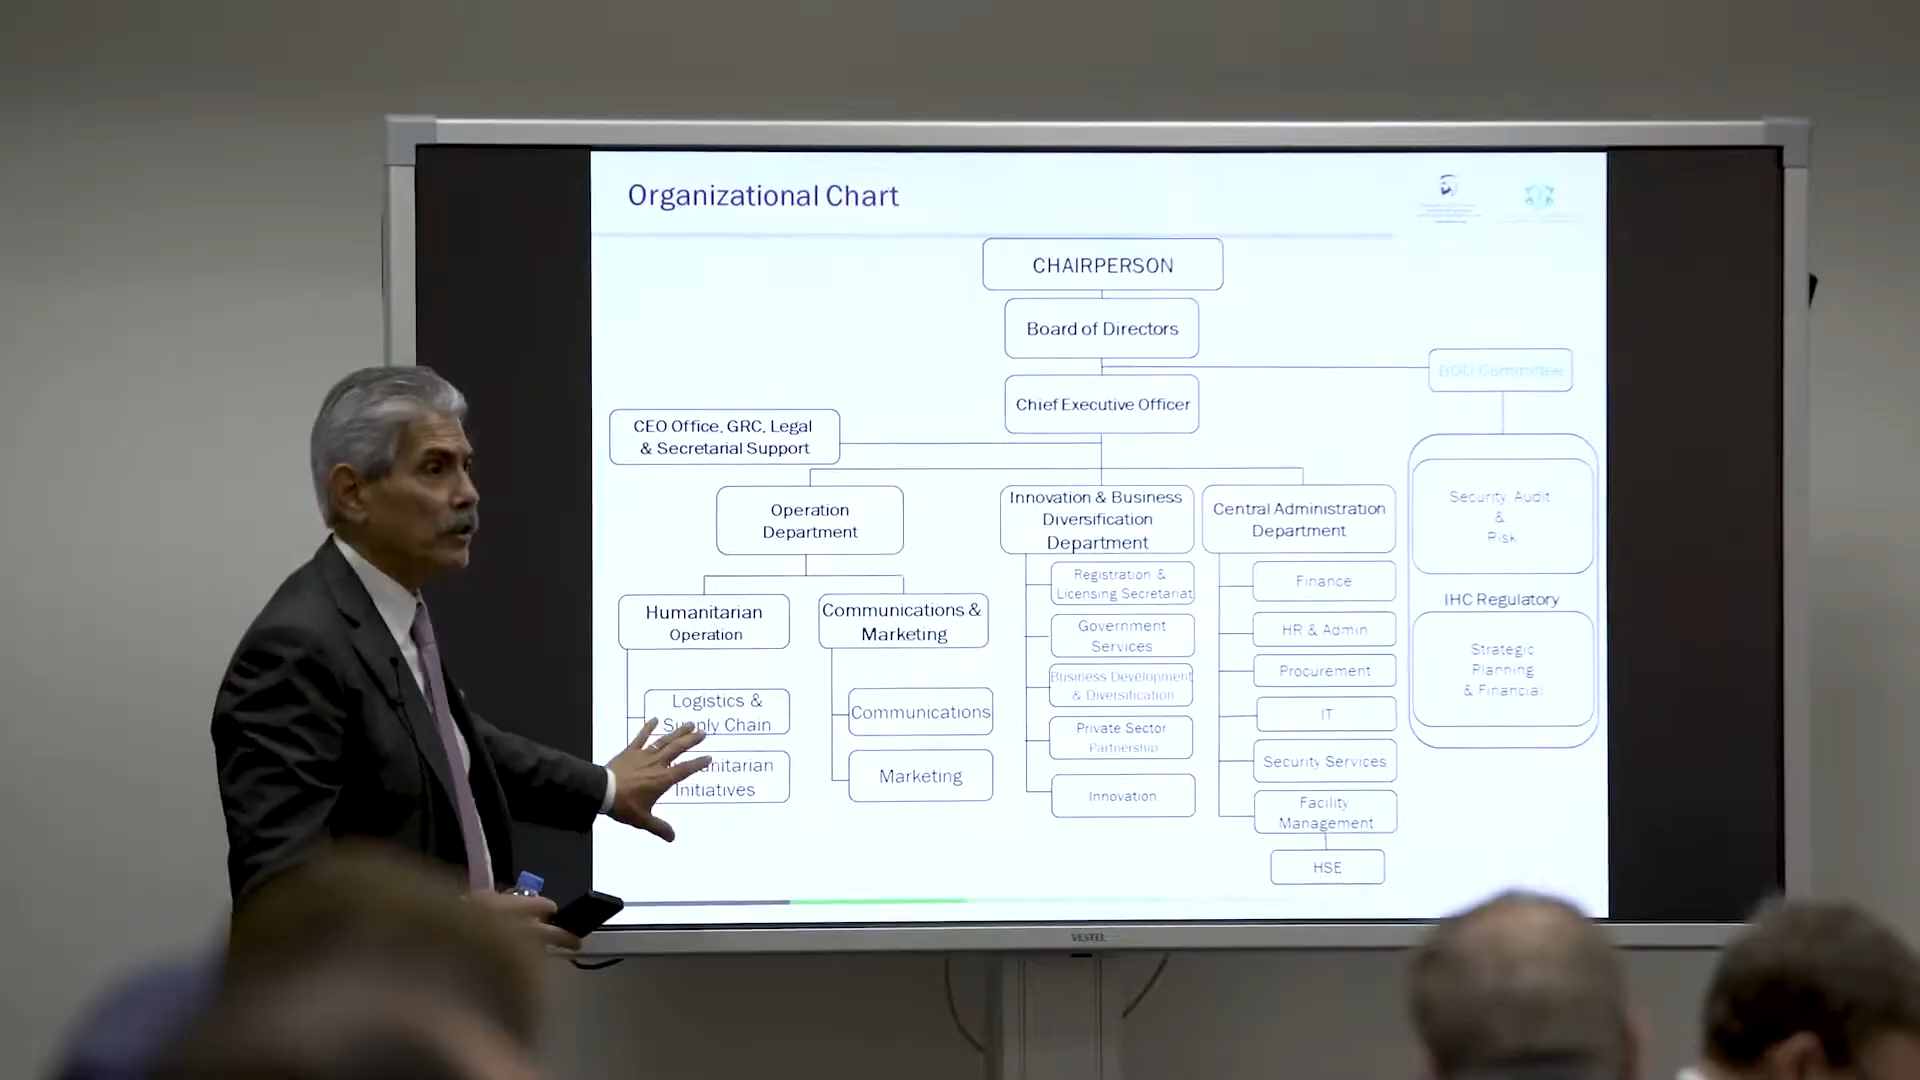 Organizational Chart
CHAIRPERSON
Board of Directors
BOD Committee
Chief Executive Officer
CEO Office, GRC, Legal
& Secretarial Support
Operation
Department
Innovation & Business
Diversification
Department
Central Administration
Department
Security, Audit
&
Risk
IHC Regulatory
Strategic
Planning
& Financial
Humanitarian
Operation
Communications &
Marketing
Logistics &
Supply Chain
Initiatives
Communications
Marketing
Registration &
Licensing Secretariat
Government
Services
Business Development
& Diversification
Private Sector
Partnership
Innovation
Finance
HR & Admin
Procurement
IT
Security Services
Facility
Management
HSE
VESTEL